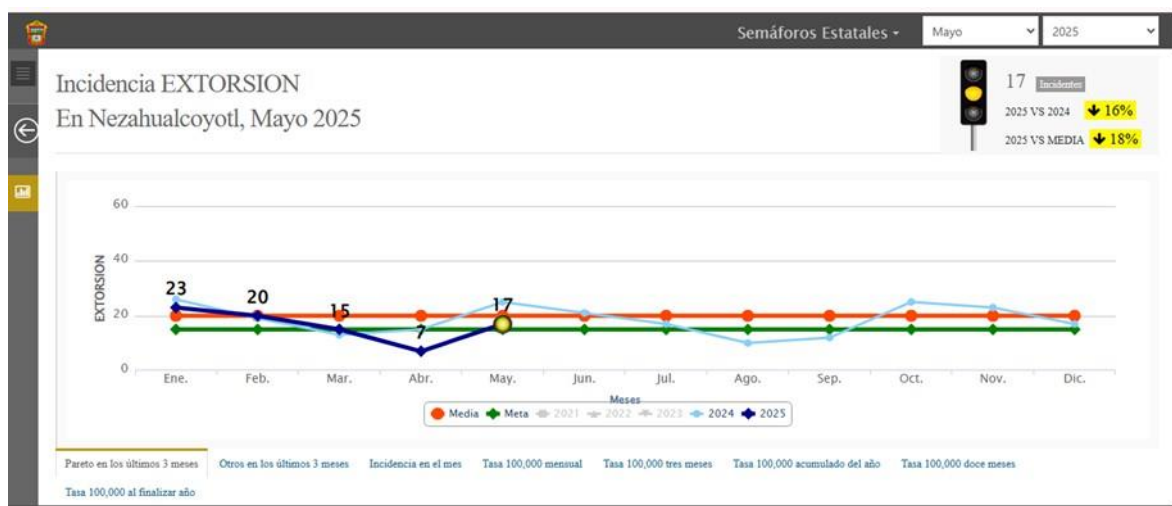 Semáforos Estatales
Mayo
2025
Incidencia EXTORSION
En Nezahualcoyotl, Mayo 2025
17 Incidentes
2025 VS 2024 16%
2025 VS MEDIA 18%
60
40
20
0
EXTORSION
23
20
15
7
17
Ene. Feb. Mar. Abr. May. Jun. Jul. Ago. Sep. Oct. Nov. Dic.
Meses
Media Meta 2021 2022 2023 2024 2025
Pareto en los últimos 3 meses Otros en los últimos 3 meses Incidencia en el mes Tasa 100,000 mensual Tasa 100,000 tres meses Tasa 100,000 acumulado del año Tasa 100,000 doce meses
Tasa 100,000 al finalizar año